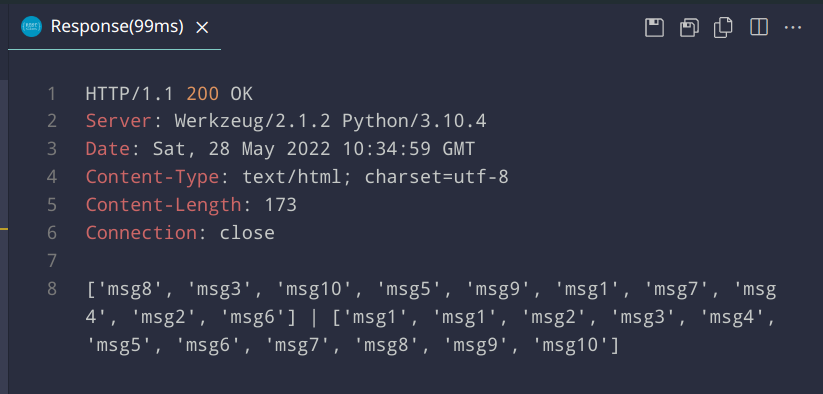 Response(99ms)
1 HTTP/1.1 200 OK
2 Server: Werkzeug/2.1.2 Python/3.10.4
3 Date: Sat, 28 May 2022 10:34:59 GMT
4 Content-Type: text/html; charset=utf-8
5 Content-Length: 173
6 Connection: close
7
8 ['msg8', 'msg3', 'msg10', 'msg5', 'msg9', 'msg1', 'msg7', 'msg
4', 'msg2', 'msg6'] | ['msg1', 'msg1', 'msg2', 'msg3', 'msg4',
'msg5', 'msg6', 'msg7', 'msg8', 'msg9', 'msg10']